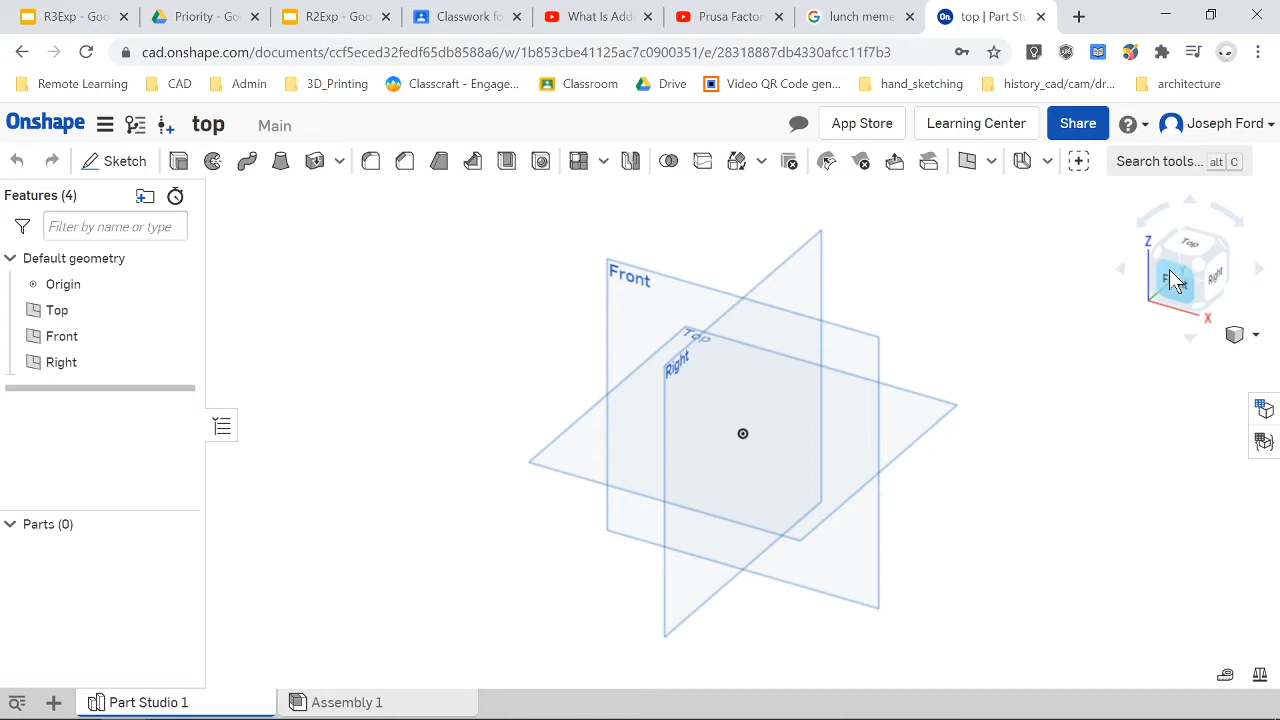 R3Exp - Goo
Priority - Go
R2Exp - Goo
Classwork fo
What Is Add
Prusa Factor
lunch meme
top | Part Stu
cad.onshape.com/documents/ccf5eced32fedf65db8588a6/w/1b853cbe41125ac7c0900351/e/28318887db4330afcc11f7b3
Remote Learning
CAD
Admin
3D_Printing
Classcraft - Engage...
Classroom
Drive
Video QR Code gen...
hand_sketching
history_cad/cam/dr...
architecture
Onshape
top
Main
App Store
Learning Center
Share
Joseph Ford
Sketch
Search tools... alt C
Features (4)
Filter by name or type
Default geometry
Origin
Top
Front
Right
Parts (0)
Front
Top
Right
Z
Top
Right
X
Part Studio 1
Assembly 1